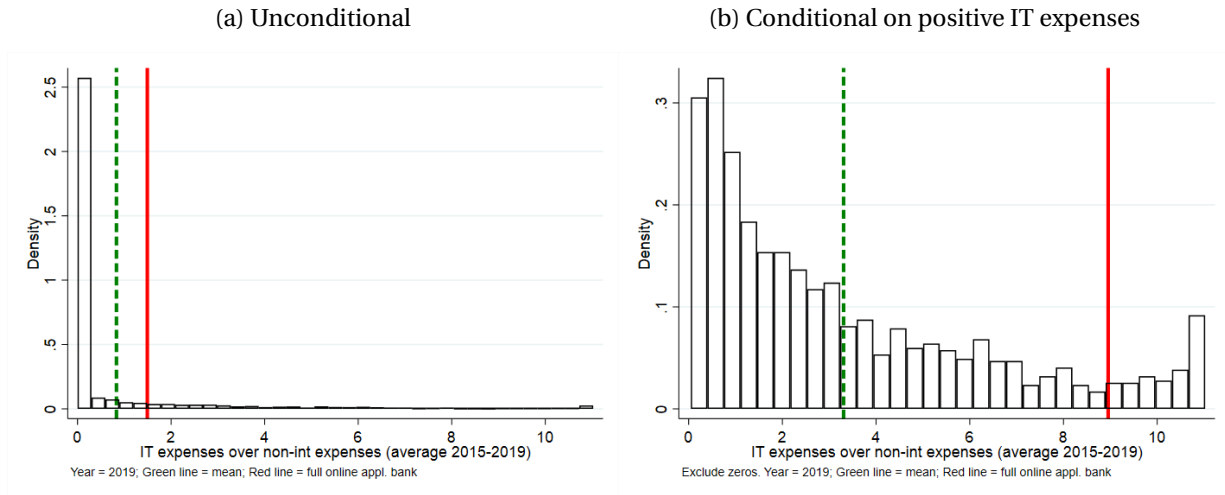 (a) Unconditional
(b) Conditional on positive IT expenses
Density
0
.5
1
1.5
2
2.5
0 2 4 6 8 10
IT expenses over non-int expenses (average 2015-2019)
Year = 2019; Green line = mean; Red line = full online appl. bank
Density
0
.1
.2
.3
0 2 4 6 8 10
IT expenses over non-int expenses (average 2015-2019)
Exclude zeros. Year = 2019; Green line = mean; Red line = full online appl. bank